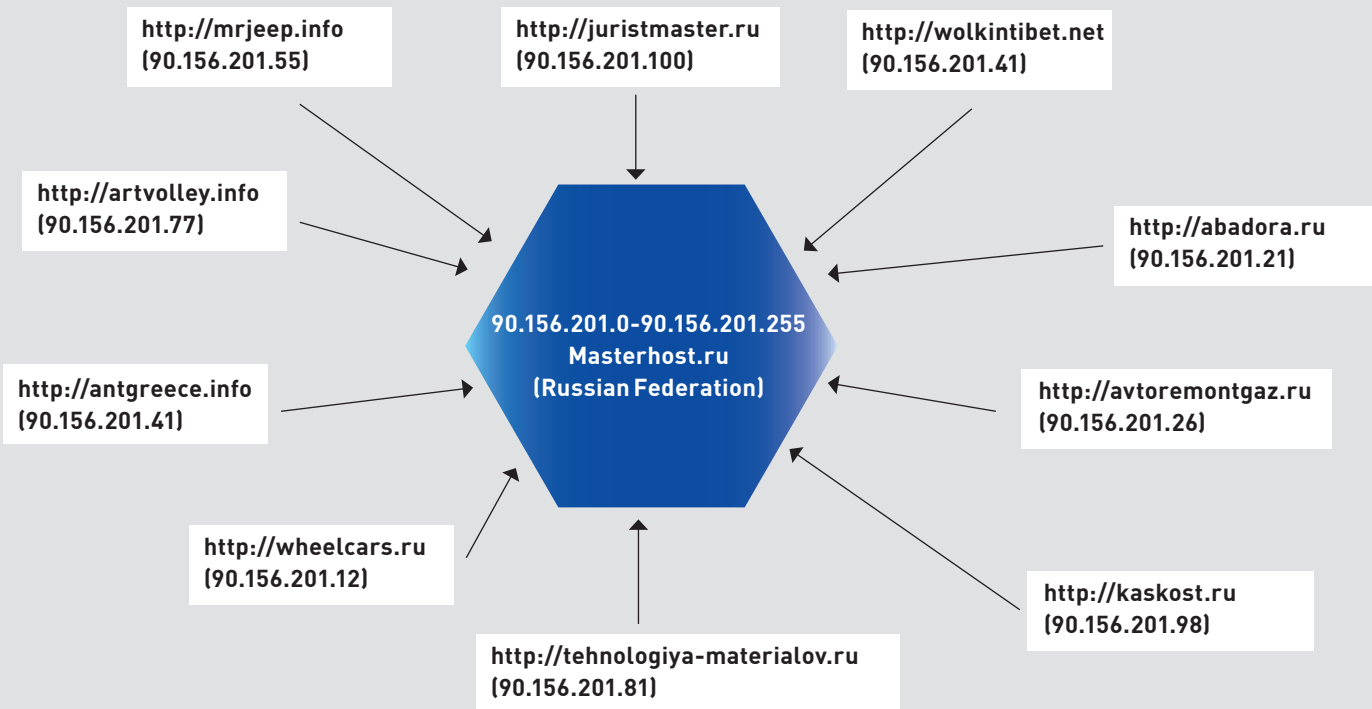 http://mrjeep.info
(90.156.201.55)
http://juristmaster.ru
(90.156.201.100)
http://wolkintibet.net
(90.156.201.41)
http://artvolley.info
(90.156.201.77)
http://abadora.ru
(90.156.201.21)
90.156.201.0-90.156.201.255
Masterhost.ru
(Russian Federation)
http://antgreece.info
(90.156.201.41)
http://avtoremontgaz.ru
(90.156.201.26)
http://wheelcars.ru
(90.156.201.12)
http://kaskost.ru
(90.156.201.98)
http://tehnologiya-materialov.ru
(90.156.201.81)